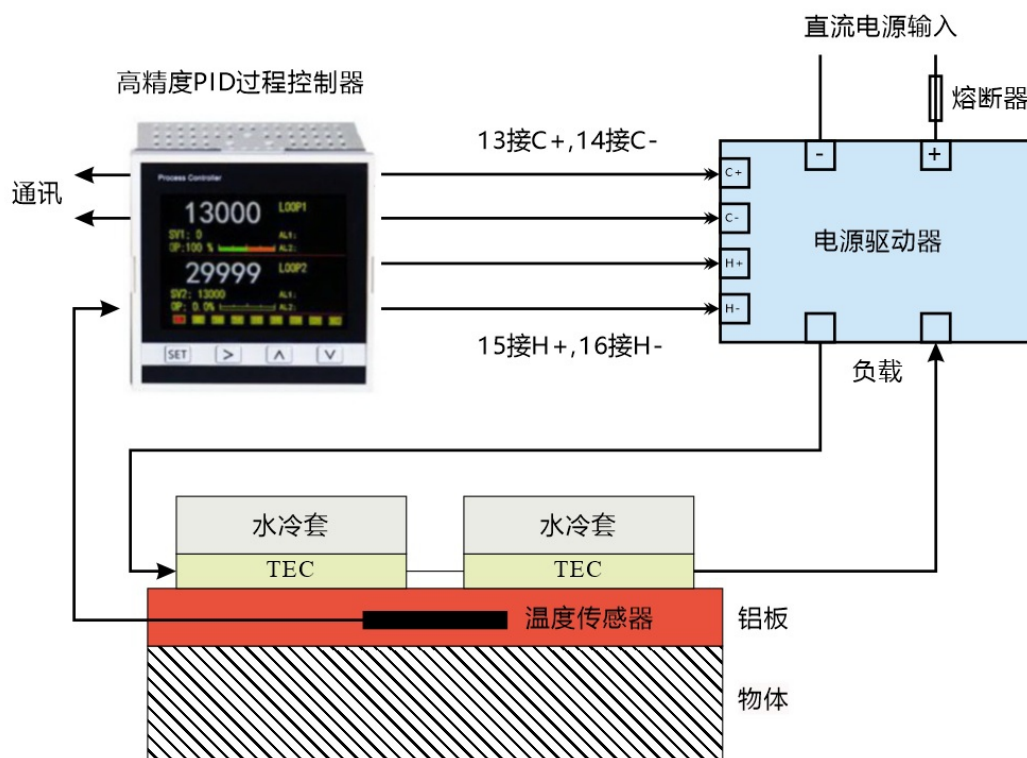 直流电源输入
高精度PID过程控制器
熔断器
13接C+,14接C-
- +
Process Controller
C+
通讯
13000 LOOP1
C-
SV1: 0 AL1:
OP:100 % AL2:
电源驱动器
29999 LOOP2
H+
SV2: 13000 AL1:
OP: 0.0% AL2:
H-
15接H+,16接H-
SET > ∧ ∨
负载
水冷套 水冷套
TEC TEC
温度传感器 铝板
物体